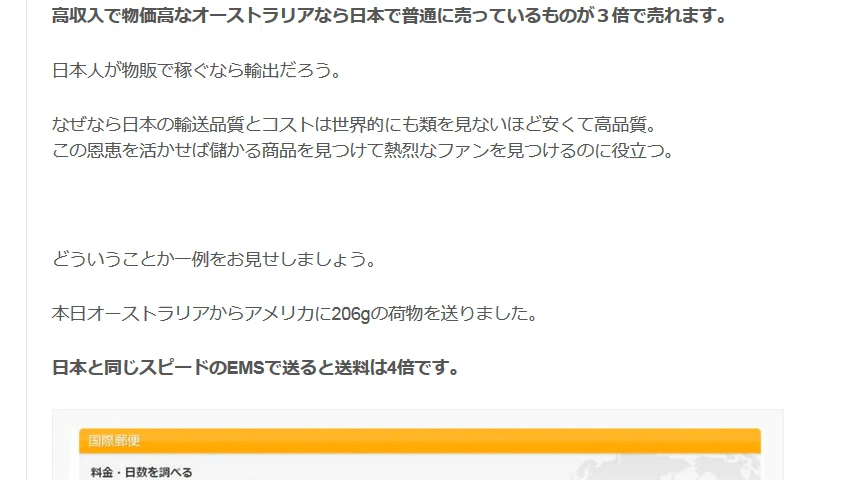 高収入で物価高なオーストラリアなら日本で普通に売っているものが３倍で売れます。
日本人が物販で稼ぐなら輸出だろう。
なぜなら日本の輸送品質とコストは世界的にも類を見ないほど安くて高品質。
この恩恵を活かせば儲かる商品を見つけて熱烈なファンを見つけるのに役立つ。
どういうことか一例をお見せしましょう。
本日オーストラリアからアメリカに206gの荷物を送りました。
日本と同じスピードのEMSで送ると送料は4倍です。
国際郵便
料金・日数を調べる